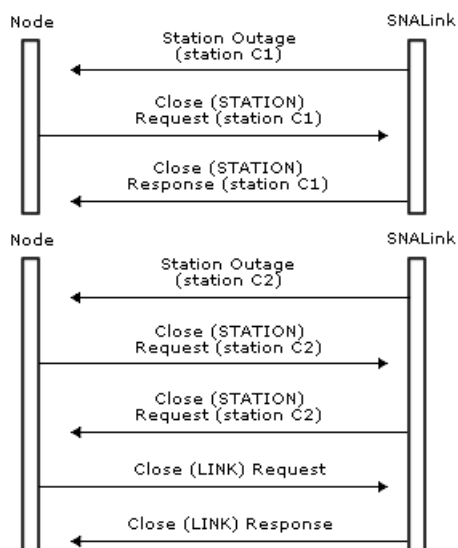 Node SNALink
Station Outage
(station C1)
Close (STATION)
Request (station C1)
Close (STATION)
Response (station C1)
Node SNALink
Station Outage
(station C2)
Close (STATION)
Request (station C2)
Close (STATION)
Request (station C2)
Close (LINK) Request
Close (LINK) Response